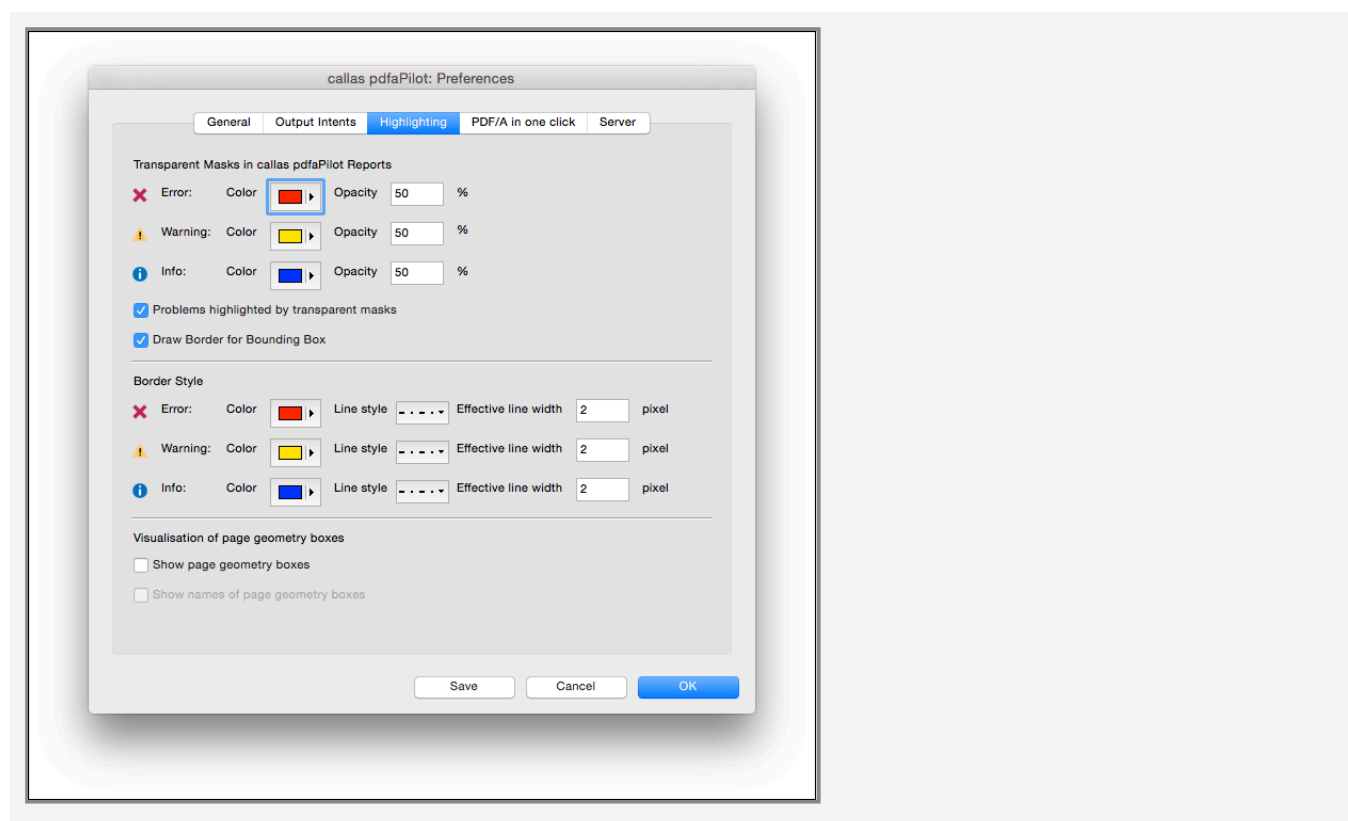 callas pdfaPilot: Preferences
General Output Intents Highlighting PDF/A in one click Server
Transparent Masks in callas pdfaPilot Reports
Error: Color Opacity 50 %
Warning: Color Opacity 50 %
Info: Color Opacity 50 %
Problems highlighted by transparent masks
Draw Border for Bounding Box
Border Style
Error: Color Line style Effective line width 2 pixel
Warning: Color Line style Effective line width 2 pixel
Info: Color Line style Effective line width 2 pixel
Visualisation of page geometry boxes
Show page geometry boxes
Show names of page geometry boxes
Save Cancel OK